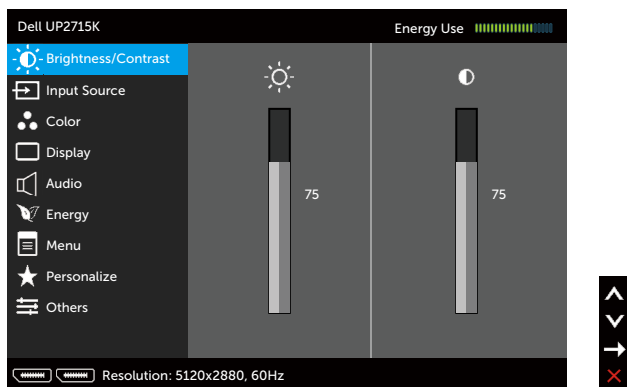 Dell UP2715K
Energy Use
Brightness/Contrast
Input Source
Color
Display
Audio
Energy
Menu
Personalize
Others
75
75
Resolution: 5120x2880, 60Hz